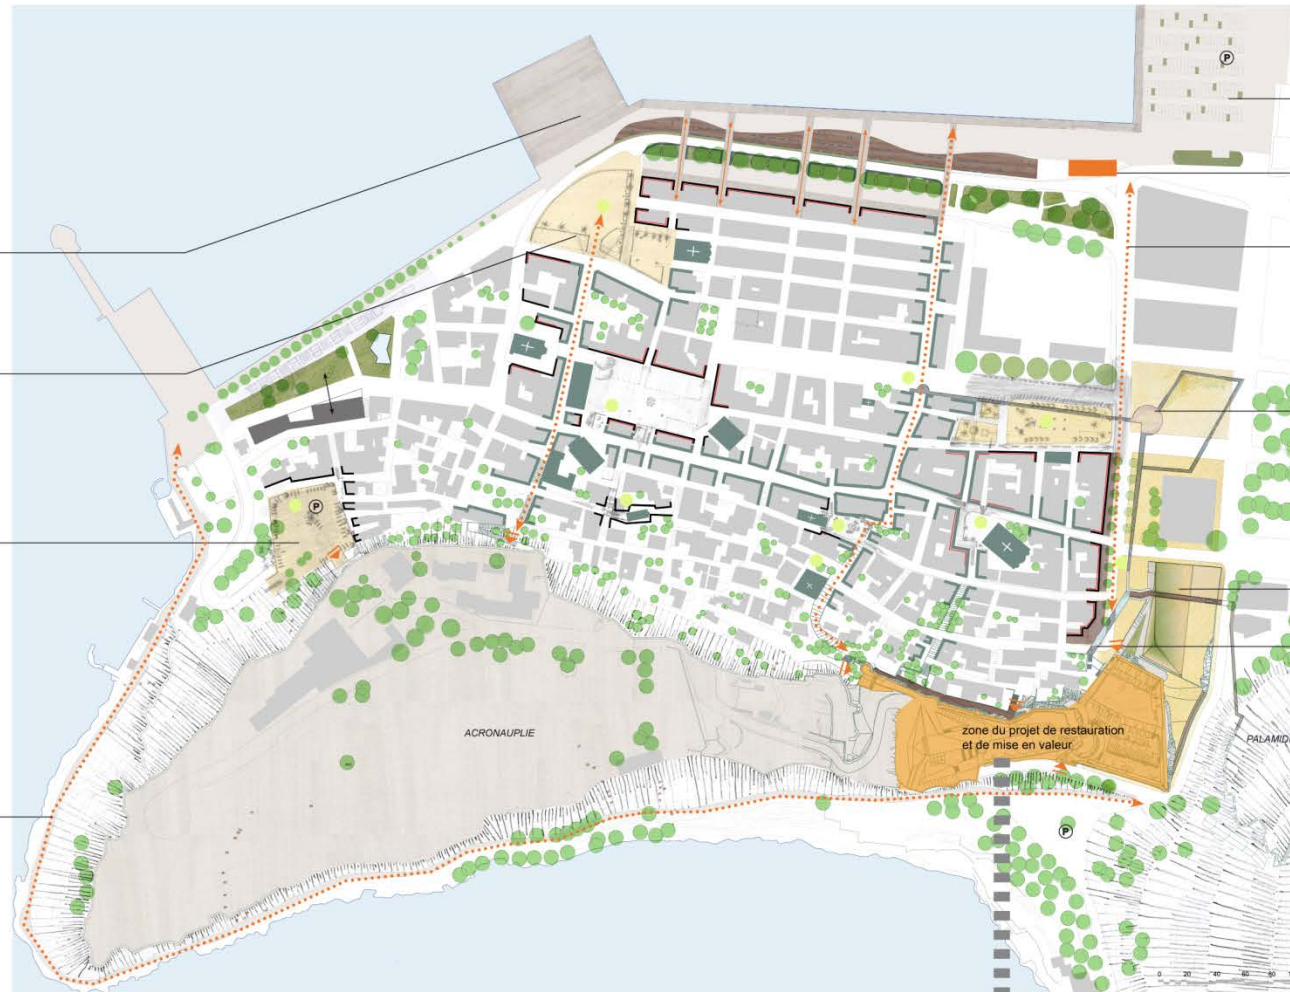 P
P
ACRONAUPLIE
zone du projet de restauration
et de mise en valeur
PALAMID
P
0 20 40 60 80